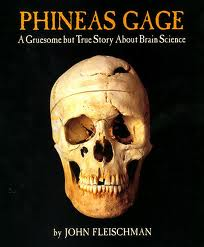 PHINEAS GAGE
A Gruesome but True Story About Brain Science
by JOHN FLEISCHMAN